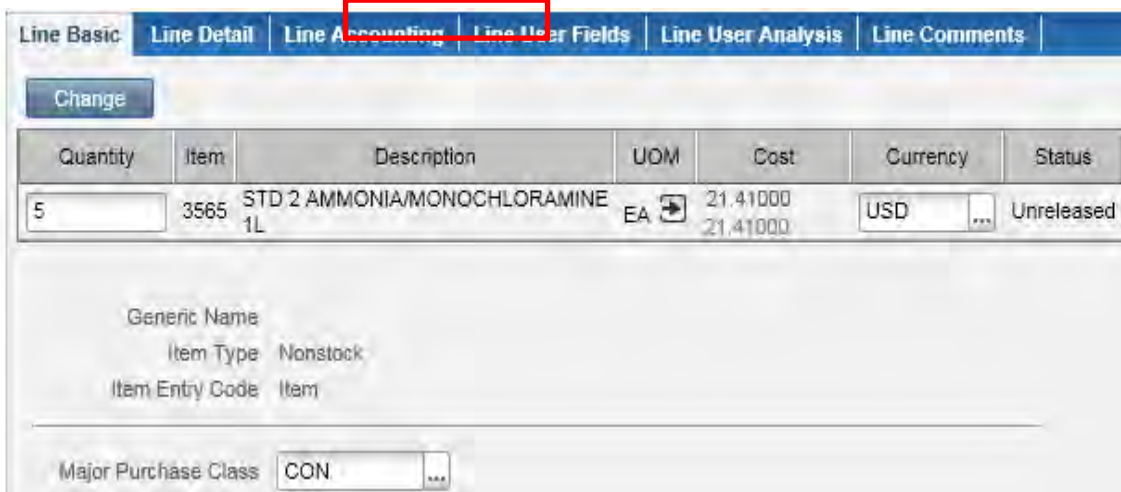 Line Basic Line Detail Line Accounting Line User Fields Line User Analysis Line Comments
Change
Quantity Item Description UOM Cost Currency Status
5 3565 STD 2 AMMONIA/MONOCHLORAMINE EA 21.41000 USD ... Unreleased
1L 21.41000
Generic Name
Item Type Nonstock
Item Entry Code Item
Major Purchase Class CON ...